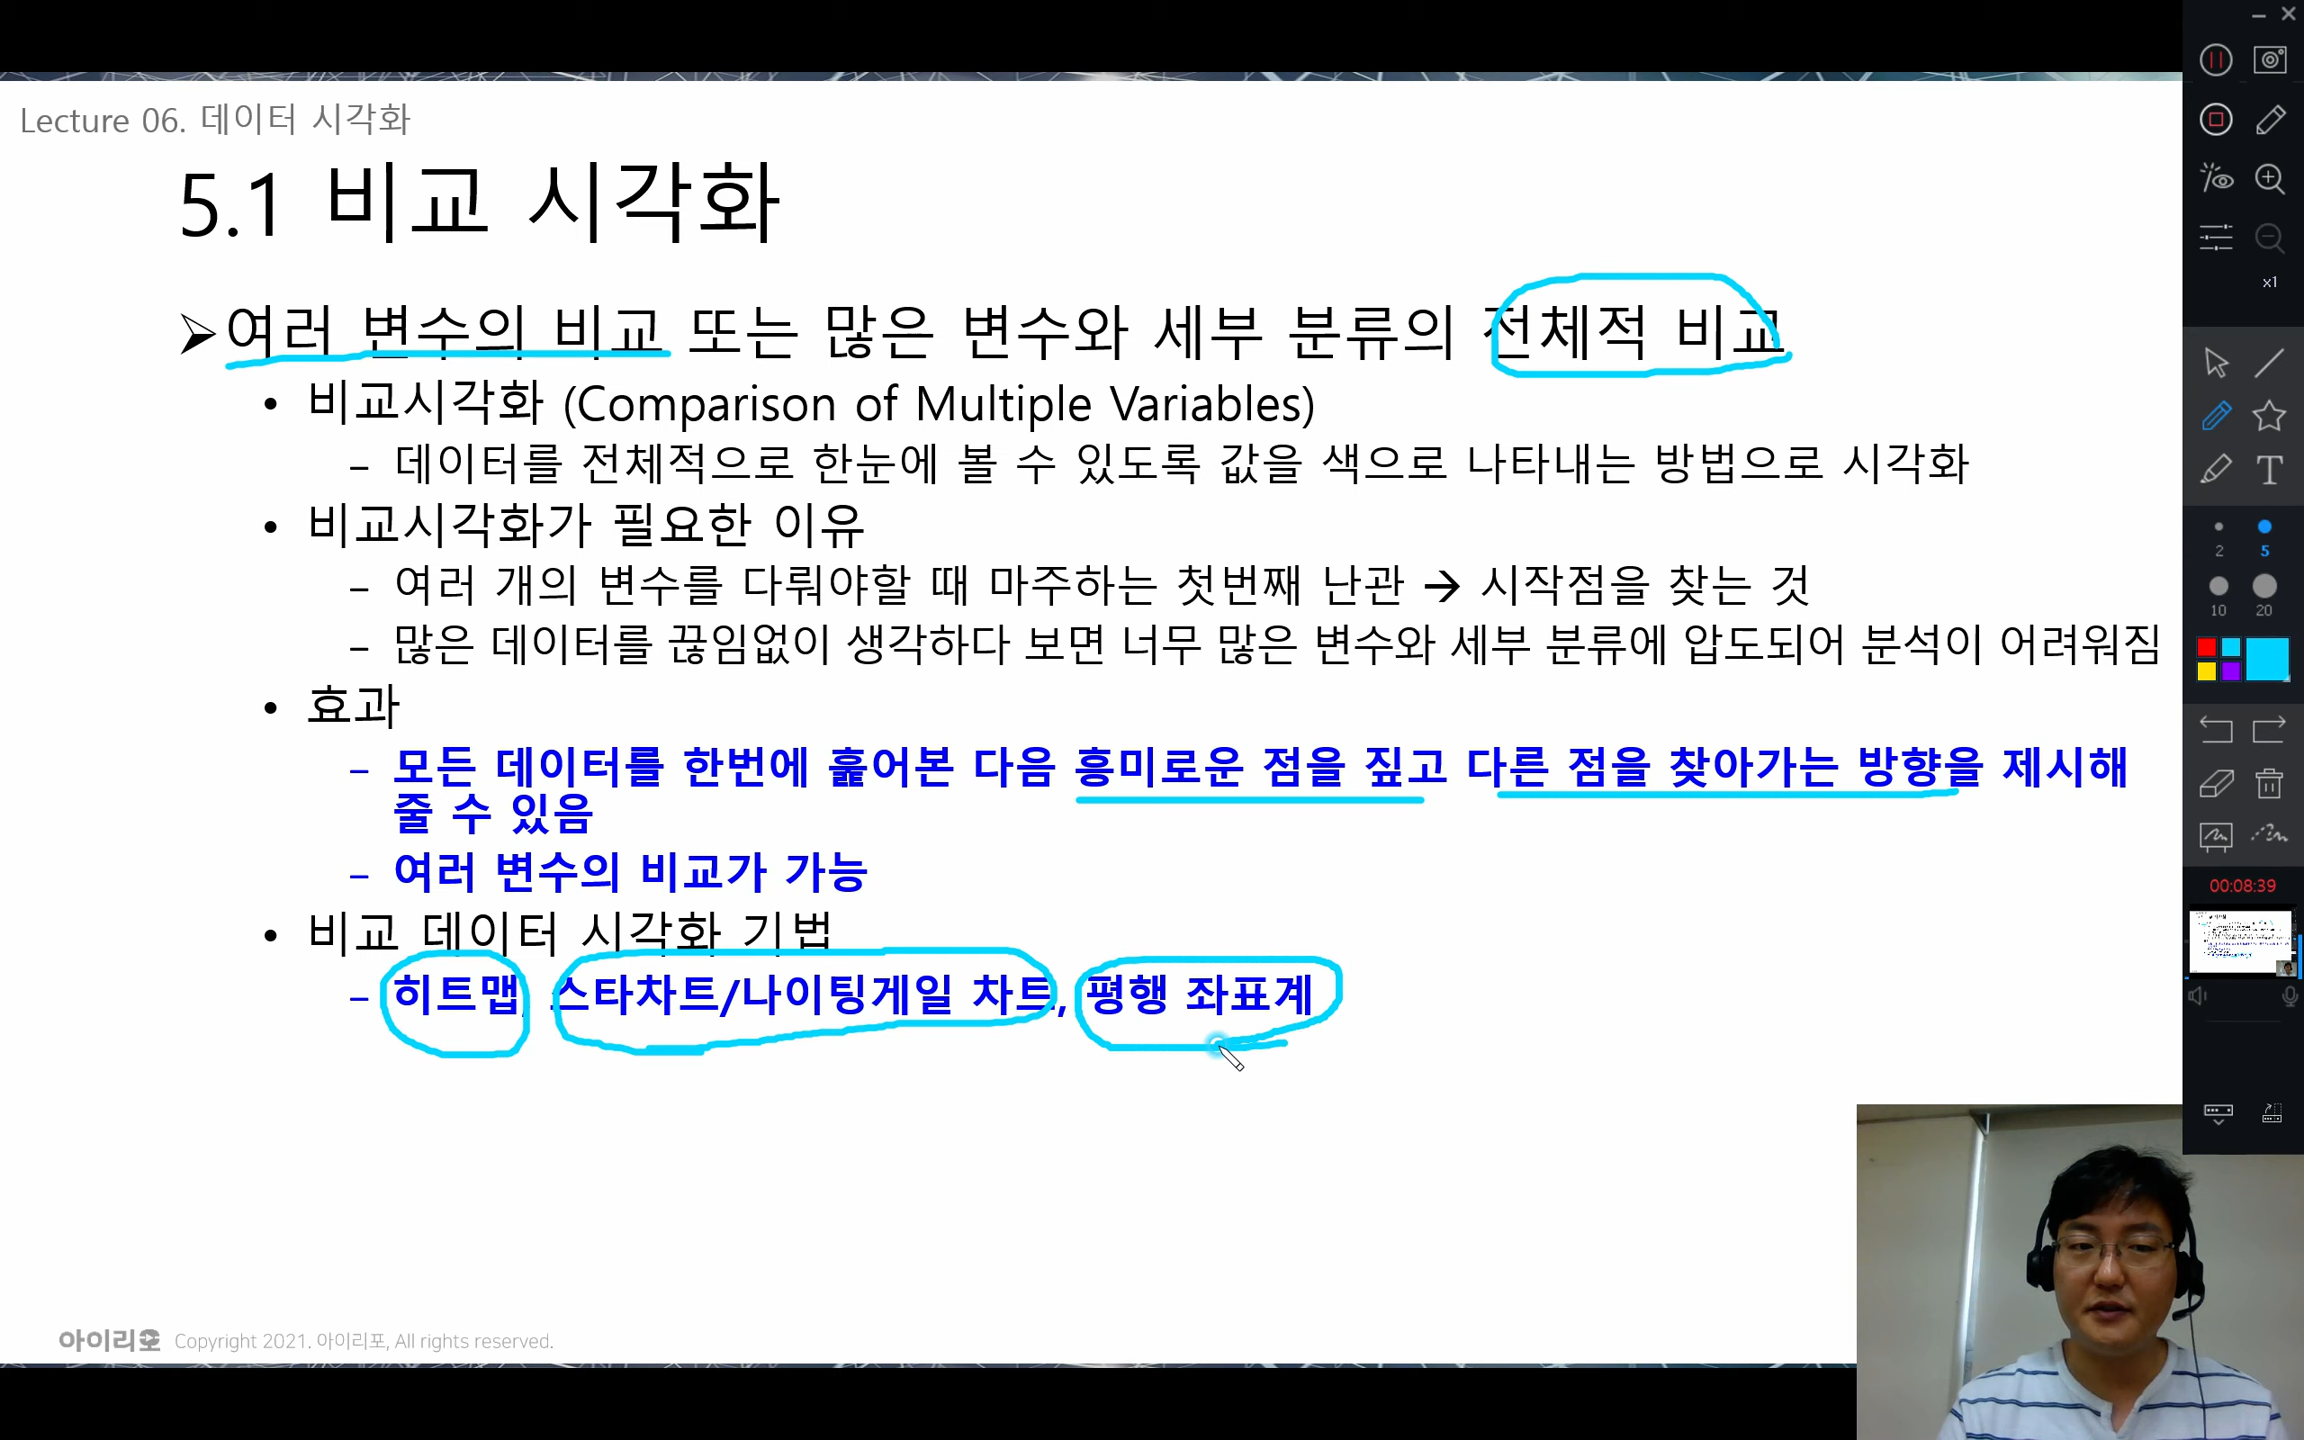 Lecture 06. 데이터 시각화
5.1 비교 시각화
➢여러 변수의 비교 또는 많은 변수와 세부 분류의 전체적 비교
• 비교시각화 (Comparison of Multiple Variables)
– 데이터를 전체적으로 한눈에 볼 수 있도록 값을 색으로 나타내는 방법으로 시각화
• 비교시각화가 필요한 이유
– 여러 개의 변수를 다뤄야할 때 마주하는 첫번째 난관 → 시작점을 찾는 것
– 많은 데이터를 끊임없이 생각하다 보면 너무 많은 변수와 세부 분류에 압도되어 분석이 어려워짐
• 효과
– 모든 데이터를 한번에 훑어본 다음 흥미로운 점을 짚고 다른 점을 찾아가는 방향을 제시해
줄 수 있음
– 여러 변수의 비교가 가능
• 비교 데이터 시각화 기법
– 히트맵, 스타차트/나이팅게일 차트, 평행 좌표계
아이리포 Copyright 2021. 아이리포, All rights reserved.
x1
T
2 5
10 20
00:08:39